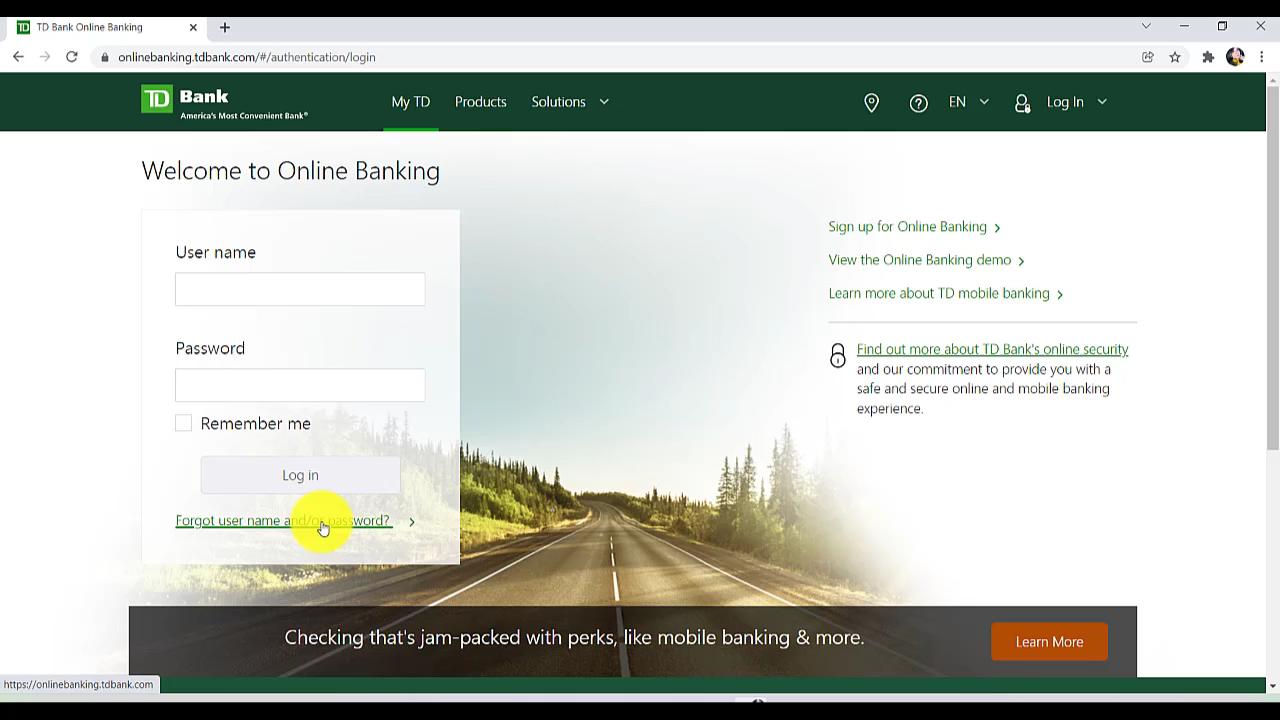 TD Bank Online Banking
onlinebanking.tdbank.com/#/authentication/login
TD Bank
America's Most Convenient Bank®
My TD Products Solutions EN Log In
Welcome to Online Banking
User name
Password
Remember me
Log in
Forgot user name and/or password?
Sign up for Online Banking
View the Online Banking demo
Learn more about TD mobile banking
Find out more about TD Bank's online security
and our commitment to provide you with a
safe and secure online and mobile banking
experience.
Checking that's jam-packed with perks, like mobile banking & more.
Learn More
https://onlinebanking.tdbank.com